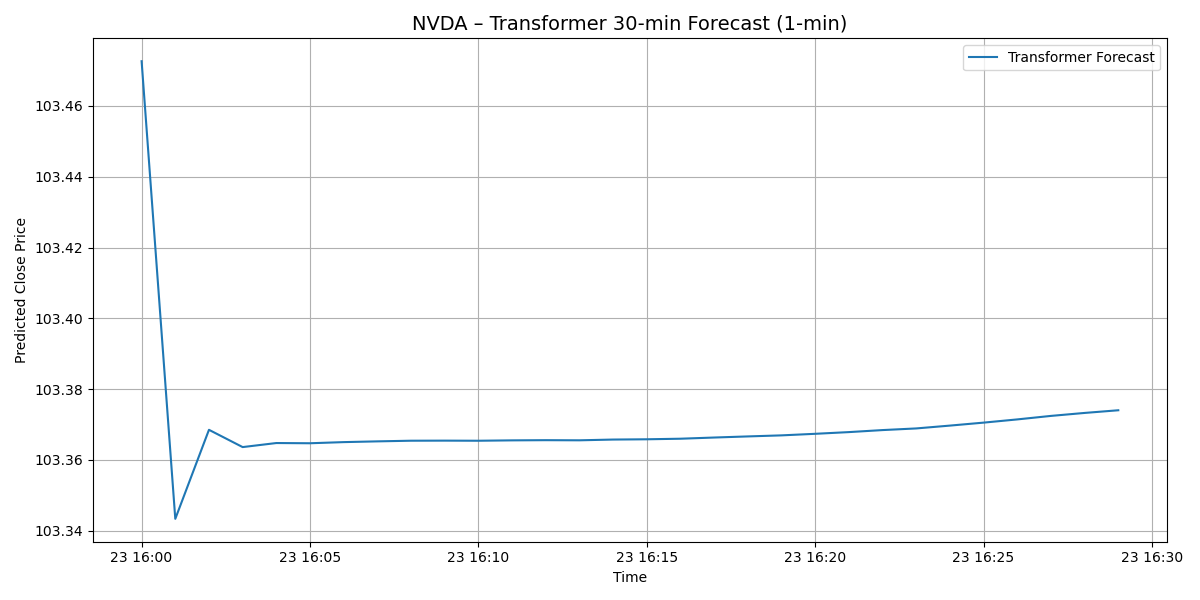 NVDA – Transformer 30-min Forecast (1-min)
Transformer Forecast
Predicted Close Price
103.46
103.44
103.42
103.40
103.38
103.36
103.34
23 16:00 23 16:05 23 16:10 23 16:15 23 16:20 23 16:25 23 16:30
Time